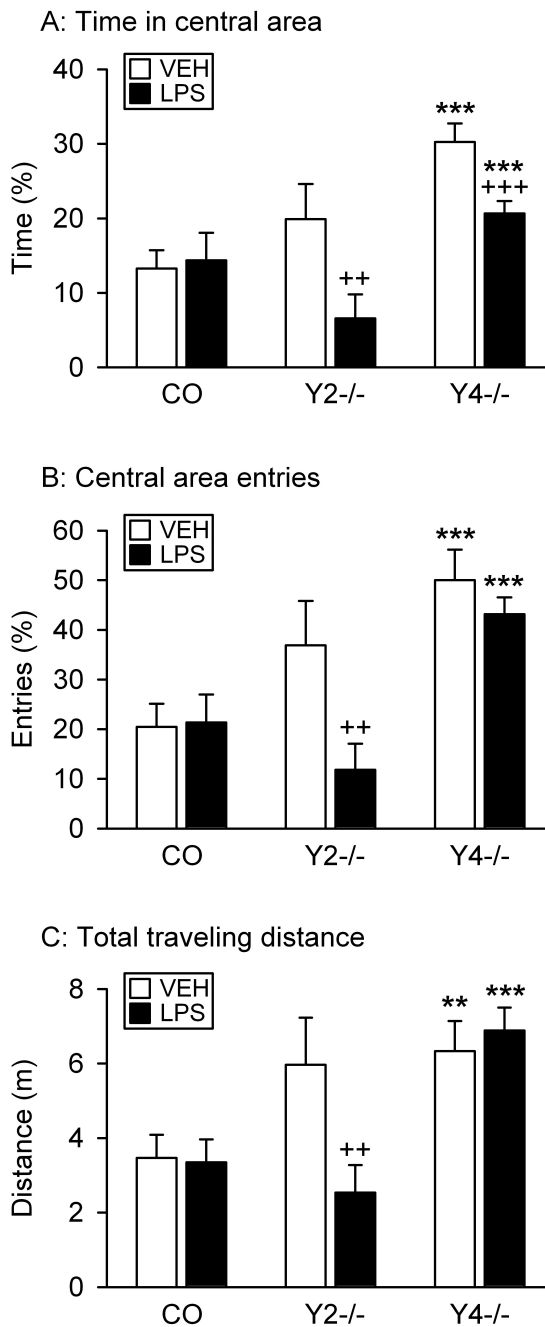 A: Time in central area
40
30
20
10
0
Time (%)
VEH
LPS
***
***
+++
++
CO
Y2-/-
Y4-/-
B: Central area entries
60
50
40
30
20
10
0
Entries (%)
VEH
LPS
***
***
++
CO
Y2-/-
Y4-/-
C: Total traveling distance
8
6
4
2
0
Distance (m)
VEH
LPS
**
***
++
CO
Y2-/-
Y4-/-